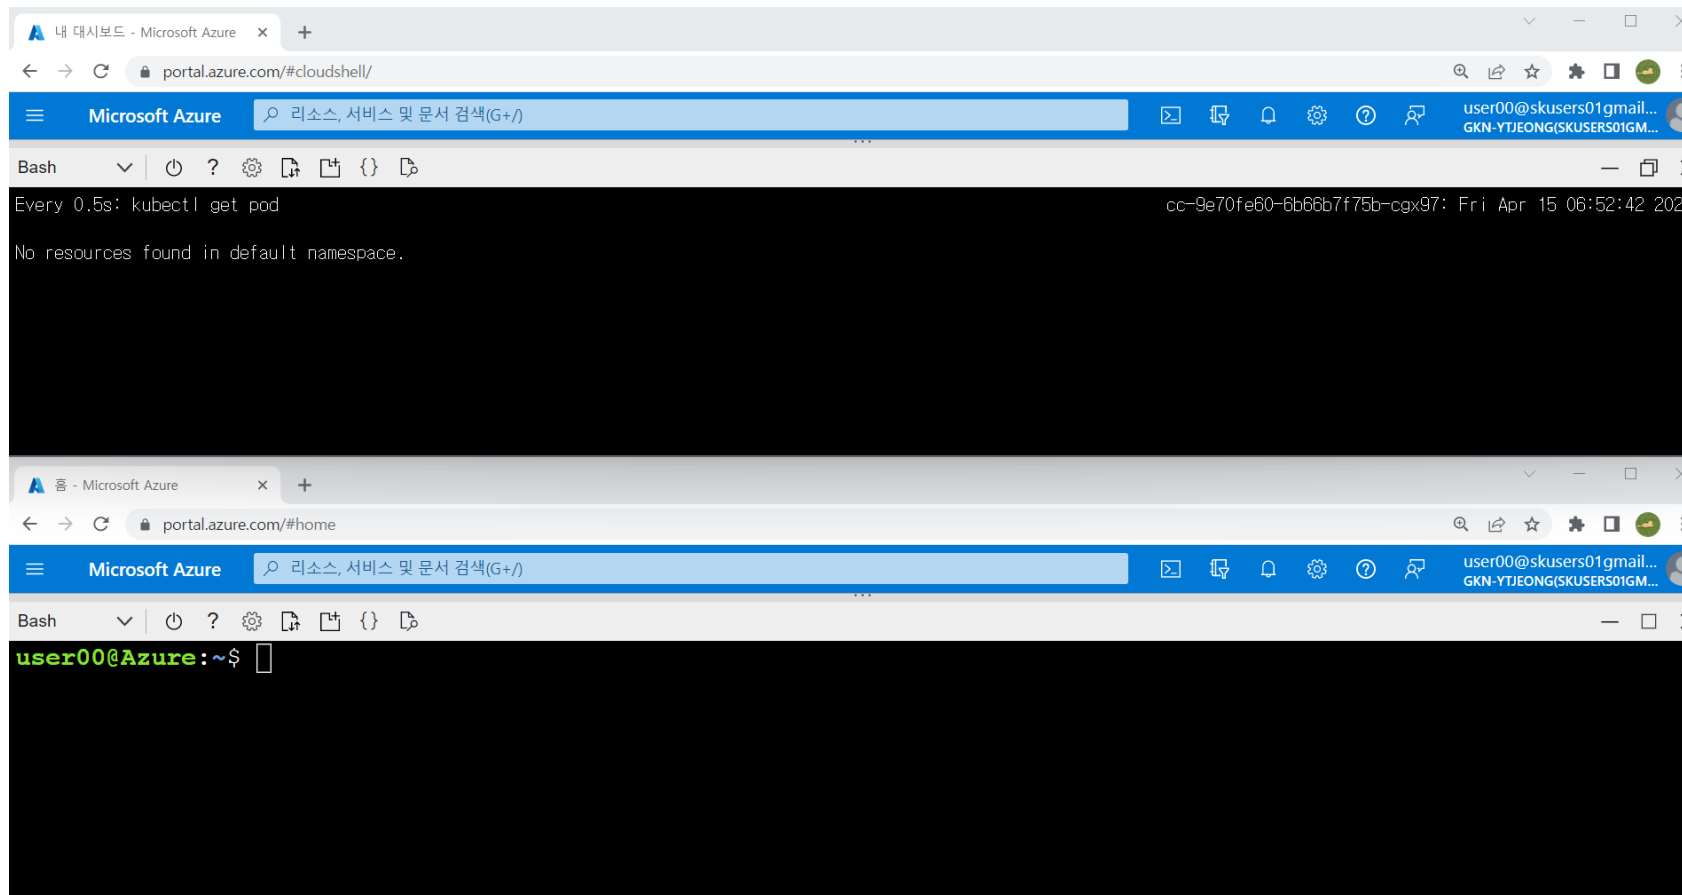 내 대시보드 - Microsoft Azure
portal.azure.com/#cloudshell/
Microsoft Azure
리소스, 서비스 및 문서 검색(G+/)
user00@skusers01gmail...
GKN-YTJEONG(SKUSERS01GM...
Bash
Every 0.5s: kubectl get pod cc-9e70fe60-6b66b7f75b-cgx97: Fri Apr 15 06:52:42 202
No resources found in default namespace.
홈 - Microsoft Azure
portal.azure.com/#home
Microsoft Azure
리소스, 서비스 및 문서 검색(G+/)
user00@skusers01gmail...
GKN-YTJEONG(SKUSERS01GM...
Bash
user00@Azure:~$